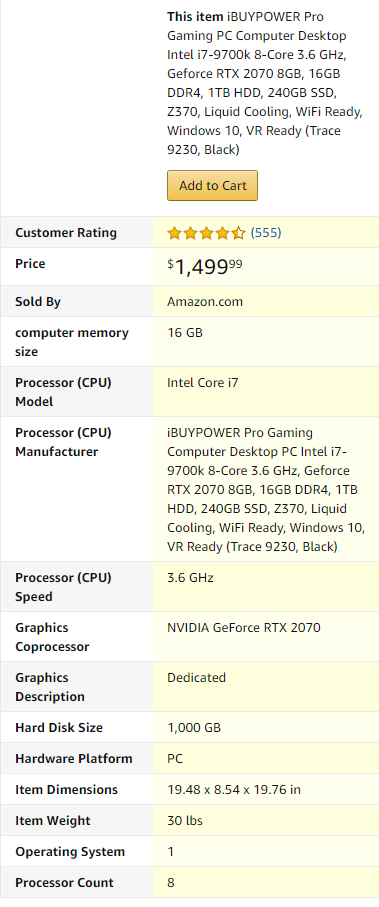 This item iBUYPOWER Pro
Gaming PC Computer Desktop
Intel i7-9700k 8-Core 3.6 GHz,
Geforce RTX 2070 8GB, 16GB
DDR4, 1TB HDD, 240GB SSD,
Z370, Liquid Cooling, WiFi Ready,
Windows 10, VR Ready (Trace
9230, Black)
Add to Cart
Customer Rating (555)
Price $1,499⁹⁹
Sold By Amazon.com
computer memory
size
16 GB
Processor (CPU)
Model
Intel Core i7
Processor (CPU)
Manufacturer
iBUYPOWER Pro Gaming
Computer Desktop PC Intel i7-
9700k 8-Core 3.6 GHz, Geforce
RTX 2070 8GB, 16GB DDR4, 1TB
HDD, 240GB SSD, Z370, Liquid
Cooling, WiFi Ready, Windows 10,
VR Ready (Trace 9230, Black)
Processor (CPU)
Speed
3.6 GHz
Graphics
Coprocessor
NVIDIA GeForce RTX 2070
Graphics
Description
Dedicated
Hard Disk Size 1,000 GB
Hardware Platform PC
Item Dimensions 19.48 x 8.54 x 19.76 in
Item Weight 30 lbs
Operating System 1
Processor Count 8